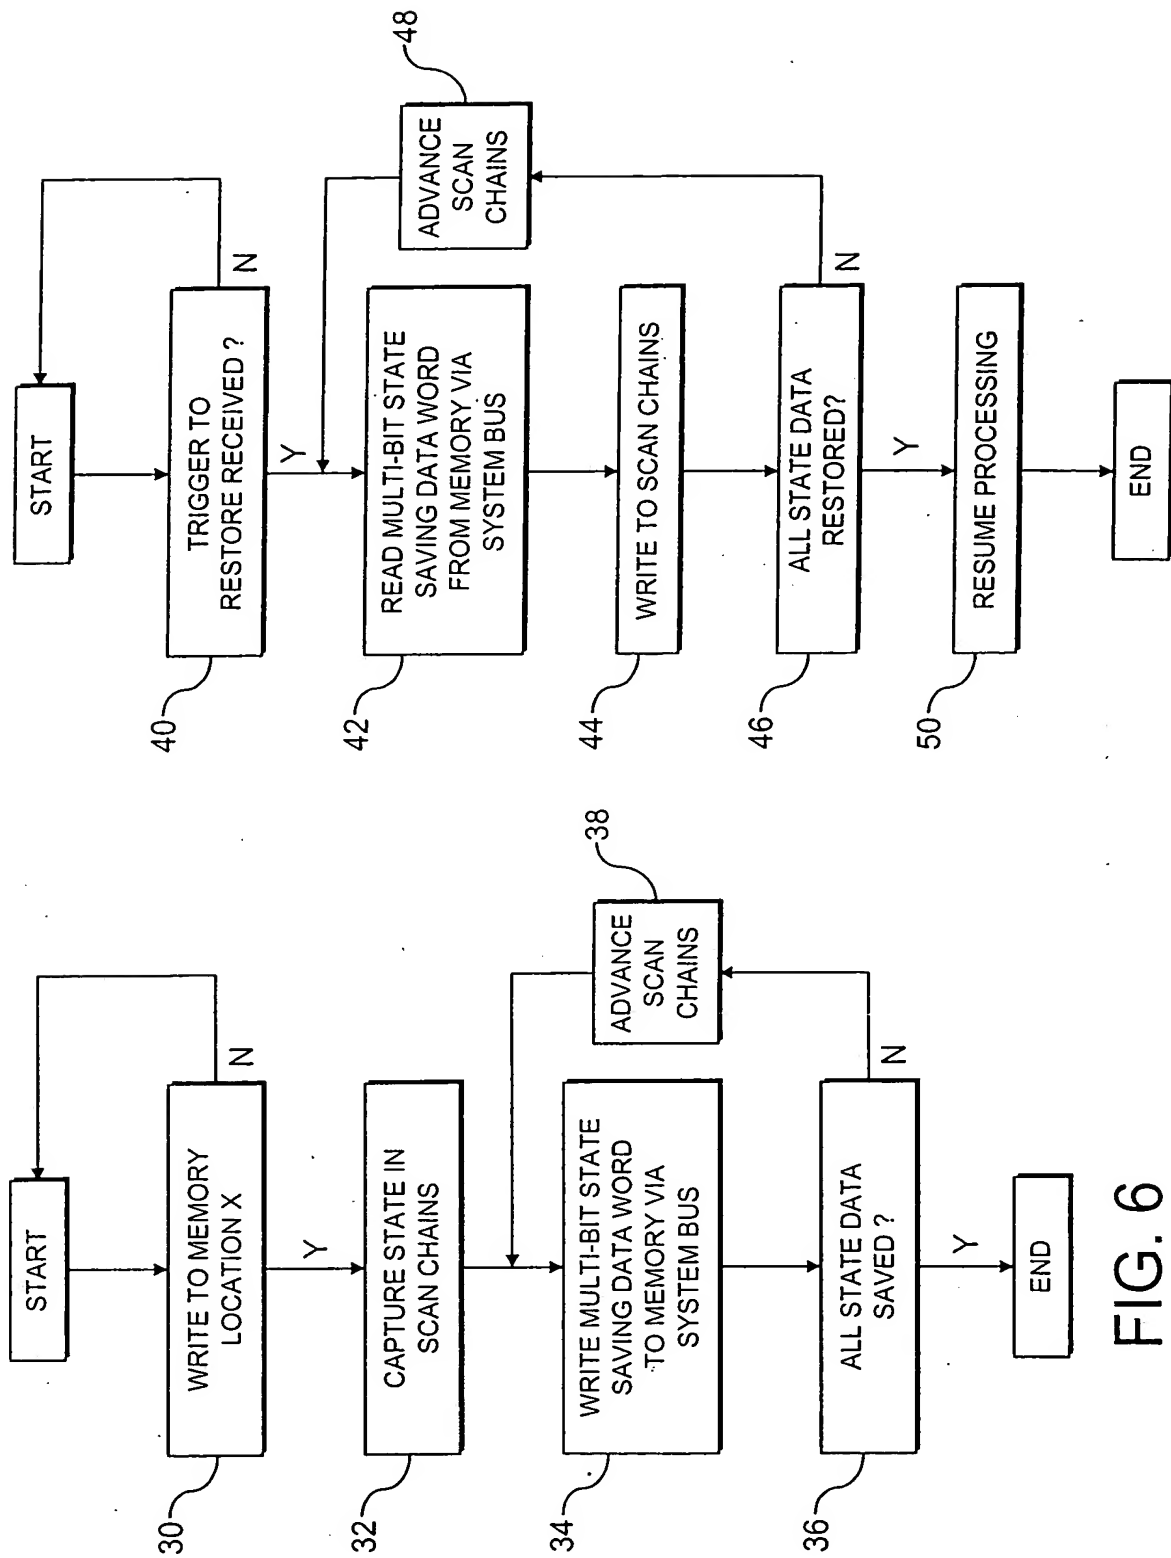 START
WRITE TO MEMORY
LOCATION X
N
30
Y
CAPTURE STATE IN
SCAN CHAINS
32
ADVANCE
SCAN
CHAINS
38
WRITE MULTI-BIT STATE
SAVING DATA WORD
TO MEMORY VIA
SYSTEM BUS
34
ALL STATE DATA
SAVED ?
N
36
Y
END
START
TRIGGER TO
RESTORE RECEIVED ?
N
40
Y
ADVANCE
SCAN
CHAINS
48
READ MULTI-BIT STATE
SAVING DATA WORD
FROM MEMORY VIA
SYSTEM BUS
42
WRITE TO SCAN CHAINS
44
ALL STATE DATA
RESTORED?
N
46
Y
RESUME PROCESSING
50
END
FIG. 6